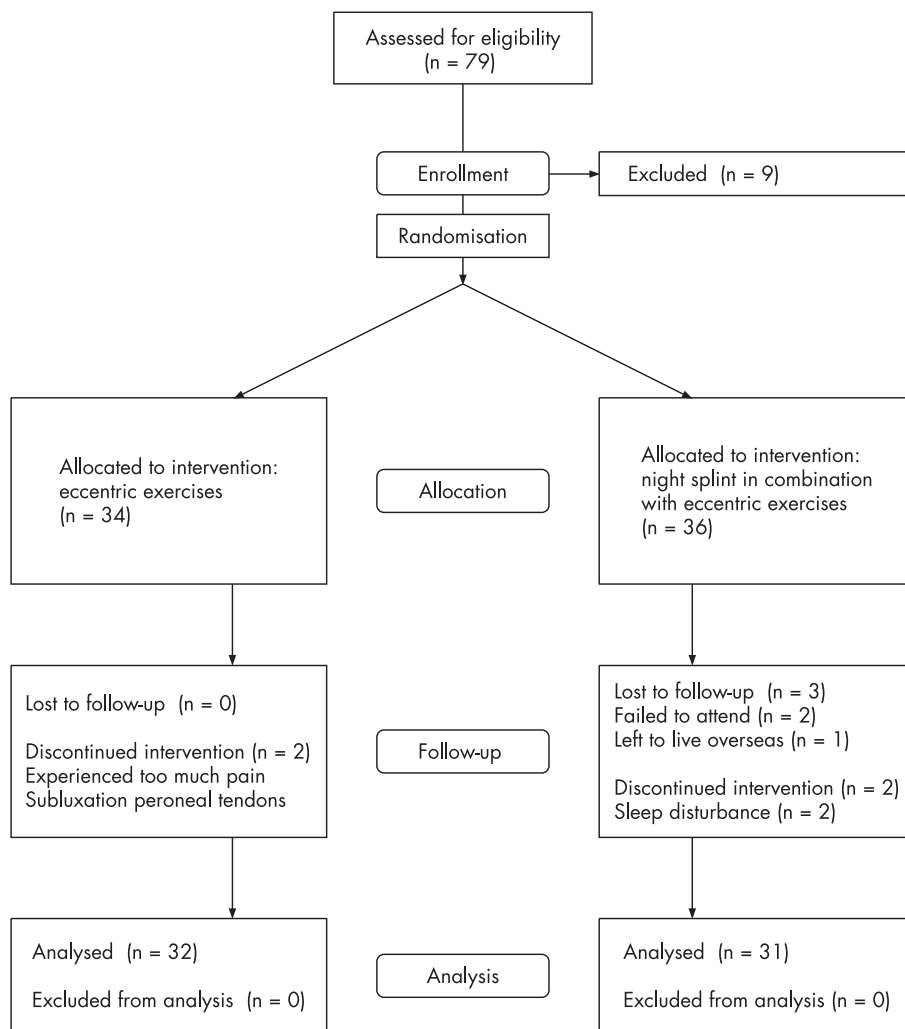 Assessed for eligibility
(n = 79)
Enrollment
Excluded (n = 9)
Randomisation
Allocated to intervention:
eccentric exercises
(n = 34)
Allocation
Allocated to intervention:
night splint in combination
with eccentric exercises
(n = 36)
Lost to follow-up (n = 0)
Discontinued intervention (n = 2)
Experienced too much pain
Subluxation peroneal tendons
Follow-up
Lost to follow-up (n = 3)
Failed to attend (n = 2)
Left to live overseas (n = 1)
Discontinued intervention (n = 2)
Sleep disturbance (n = 2)
Analysed (n = 32)
Excluded from analysis (n = 0)
Analysis
Analysed (n = 31)
Excluded from analysis (n = 0)